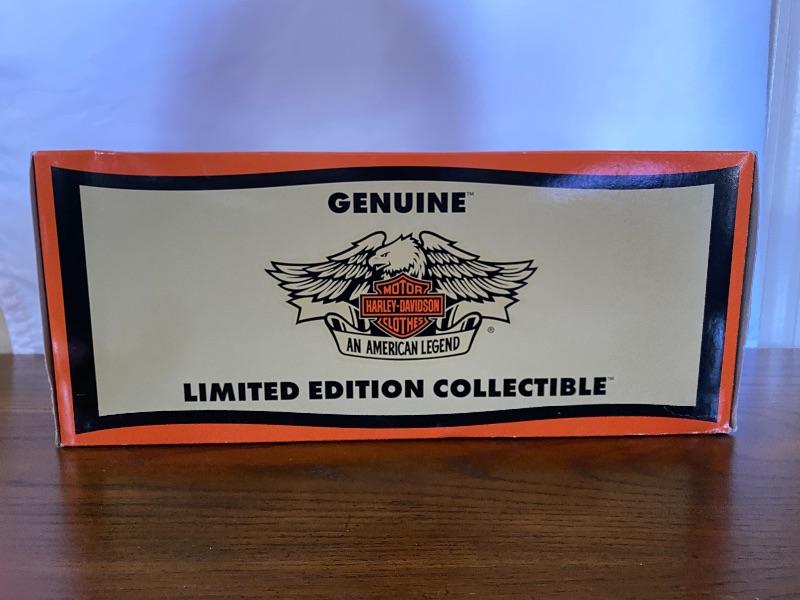 GENUINE™
MOTOR
HARLEY-DAVIDSON
CLOTHES
®
AN AMERICAN LEGEND
LIMITED EDITION COLLECTIBLE™